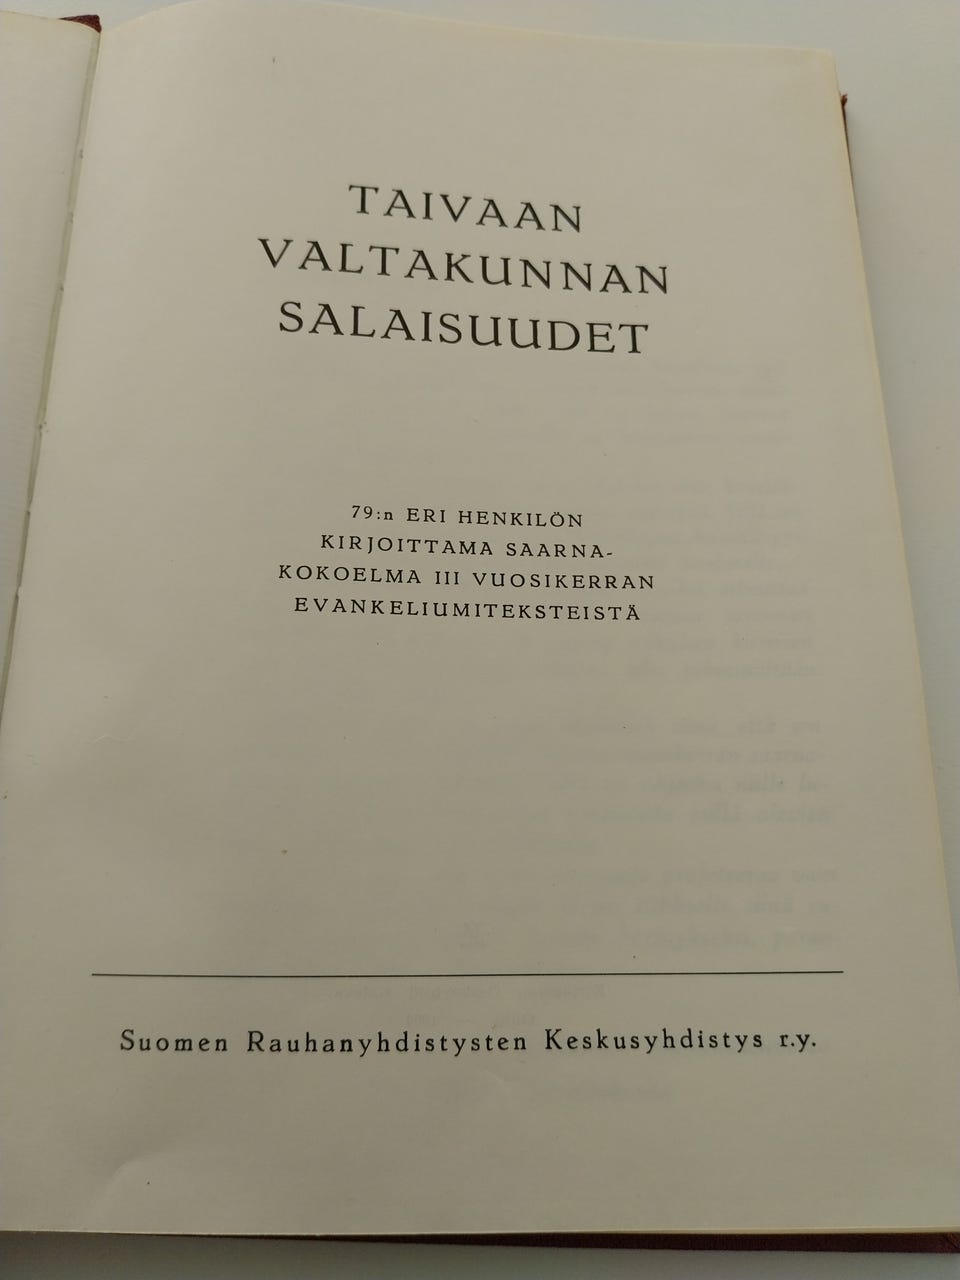 TAIVAAN
VALTAKUNNAN
SALAISUUDET
79:n ERI HENKILÖN
KIRJOITTAMA SAARNA-
KOKOELMA III VUOSIKERRAN
EVANKELIUMITEKSTEISTÄ
Suomen Rauhanyhdistysten Keskusyhdistys r.y.